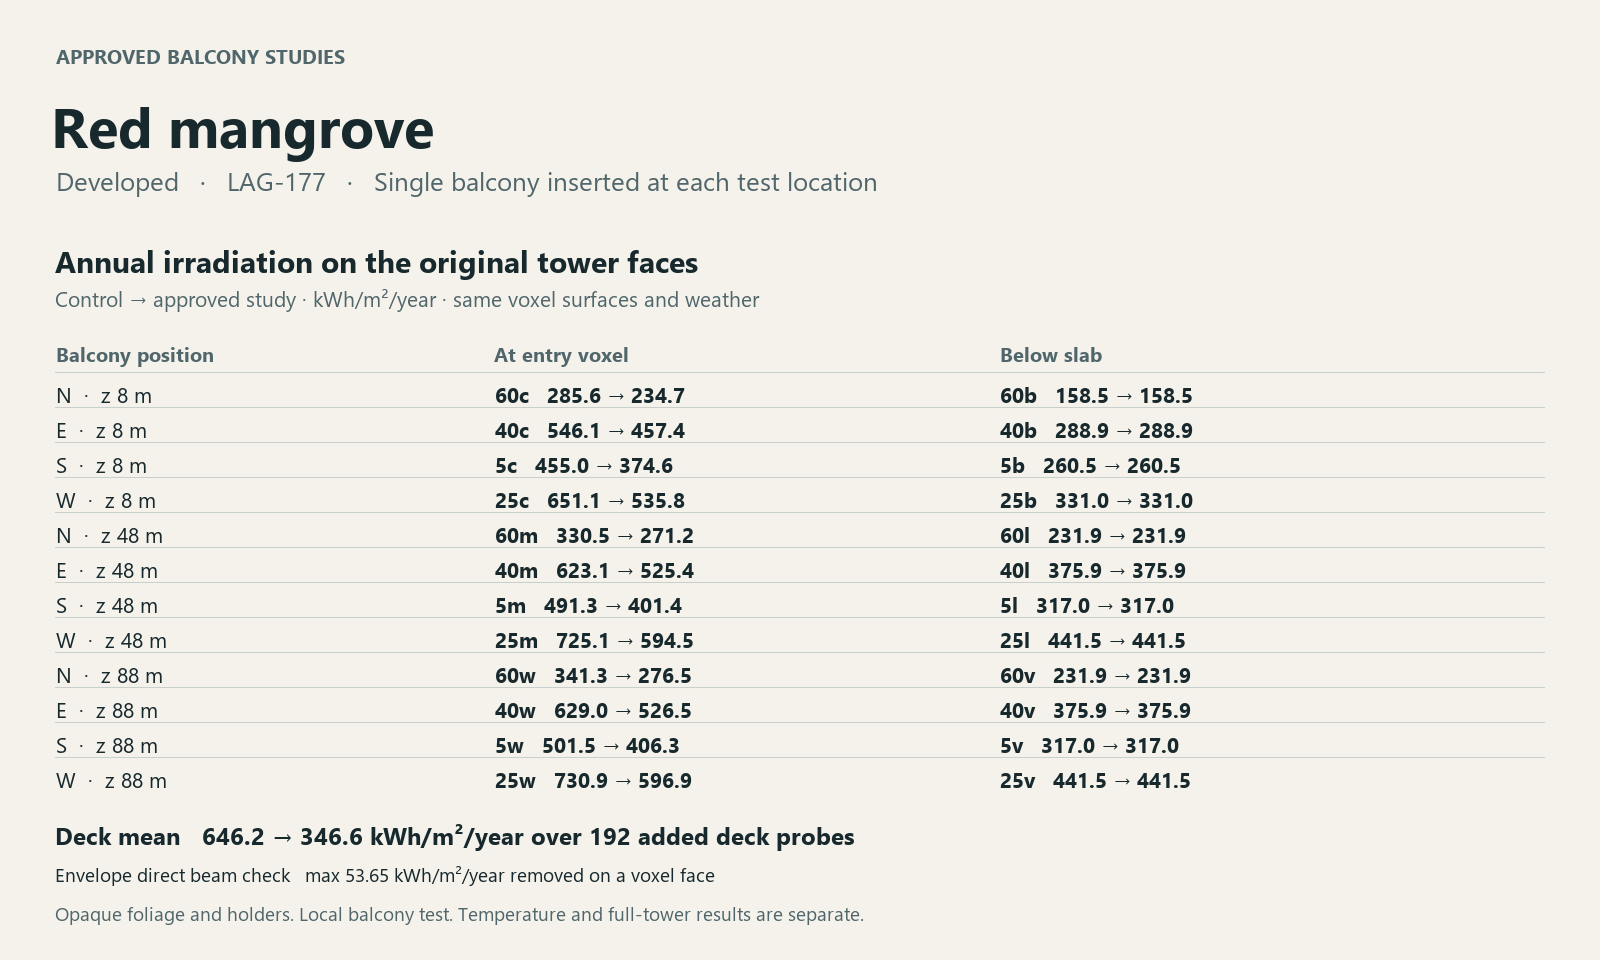 APPROVED BALCONY STUDIES
Red mangrove
Developed · LAG-177 · Single balcony inserted at each test location
Annual irradiation on the original tower faces
Control → approved study · kWh/m²/year · same voxel surfaces and weather
Balcony position At entry voxel Below slab
N · z 8 m 60c 285.6 → 234.7 60b 158.5 → 158.5
E · z 8 m 40c 546.1 → 457.4 40b 288.9 → 288.9
S · z 8 m 5c 455.0 → 374.6 5b 260.5 → 260.5
W · z 8 m 25c 651.1 → 535.8 25b 331.0 → 331.0
N · z 48 m 60m 330.5 → 271.2 60l 231.9 → 231.9
E · z 48 m 40m 623.1 → 525.4 40l 375.9 → 375.9
S · z 48 m 5m 491.3 → 401.4 5l 317.0 → 317.0
W · z 48 m 25m 725.1 → 594.5 25l 441.5 → 441.5
N · z 88 m 60w 341.3 → 276.5 60v 231.9 → 231.9
E · z 88 m 40w 629.0 → 526.5 40v 375.9 → 375.9
S · z 88 m 5w 501.5 → 406.3 5v 317.0 → 317.0
W · z 88 m 25w 730.9 → 596.9 25v 441.5 → 441.5
Deck mean 646.2 → 346.6 kWh/m²/year over 192 added deck probes
Envelope direct beam check max 53.65 kWh/m²/year removed on a voxel face
Opaque foliage and holders. Local balcony test. Temperature and full-tower results are separate.